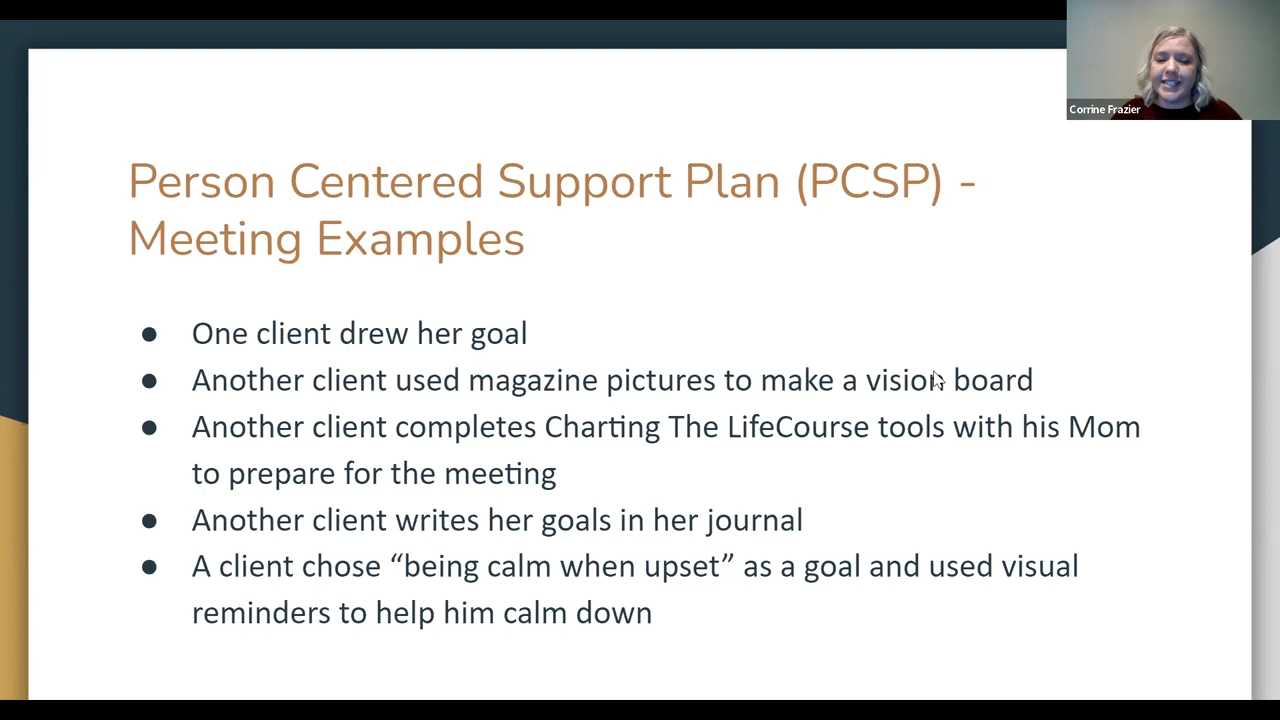 Corrine Frazier
Person Centered Support Plan (PCSP) -
Meeting Examples
● One client drew her goal
● Another client used magazine pictures to make a vision board
● Another client completes Charting The LifeCourse tools with his Mom
to prepare for the meeting
● Another client writes her goals in her journal
● A client chose “being calm when upset” as a goal and used visual
reminders to help him calm down